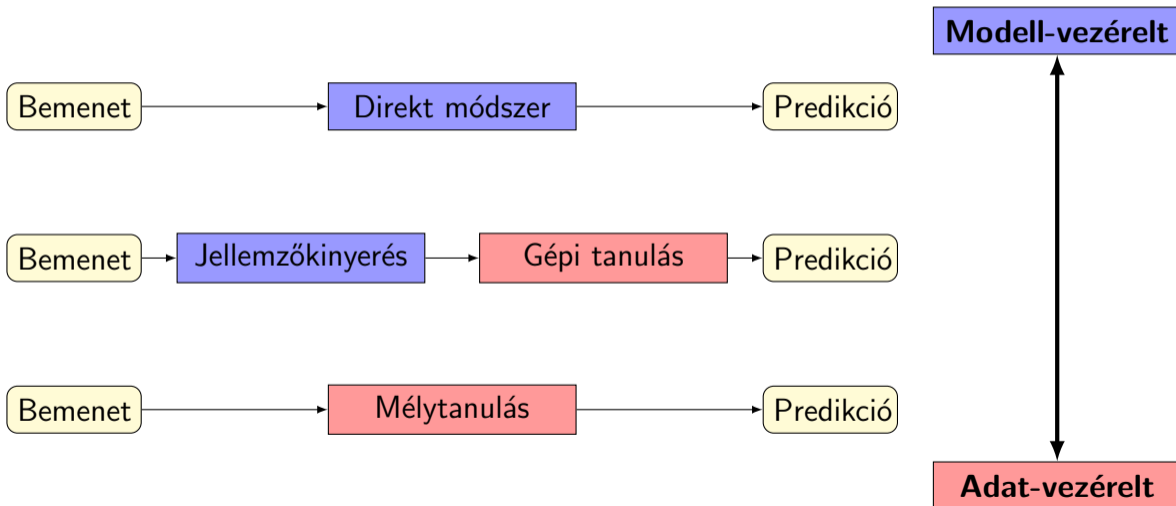 Modell-vezérelt
Bemenet
Direkt módszer
Predikció
Bemenet
Jellemzőkinyerés
Gépi tanulás
Predikció
Bemenet
Mélytanulás
Predikció
Adat-vezérelt